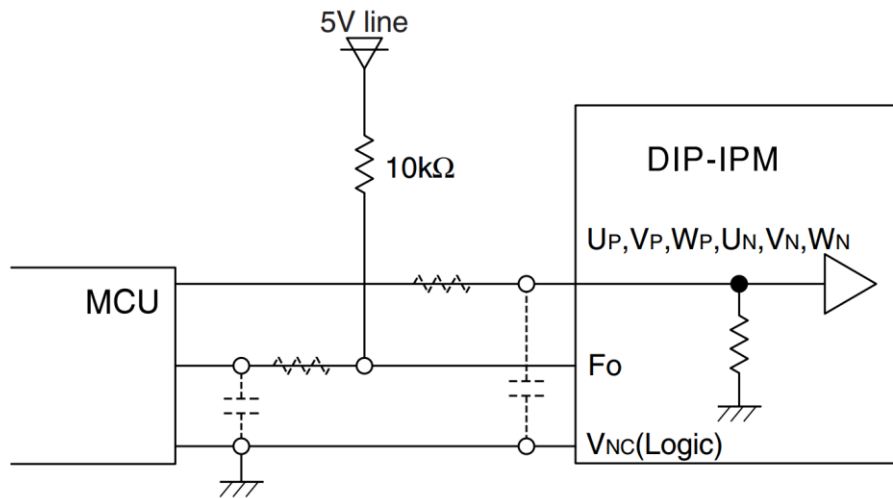 5V line
10kΩ
DIP-IPM
UP,VP,WP,UN,VN,WN
MCU
Fo
VNC(Logic)